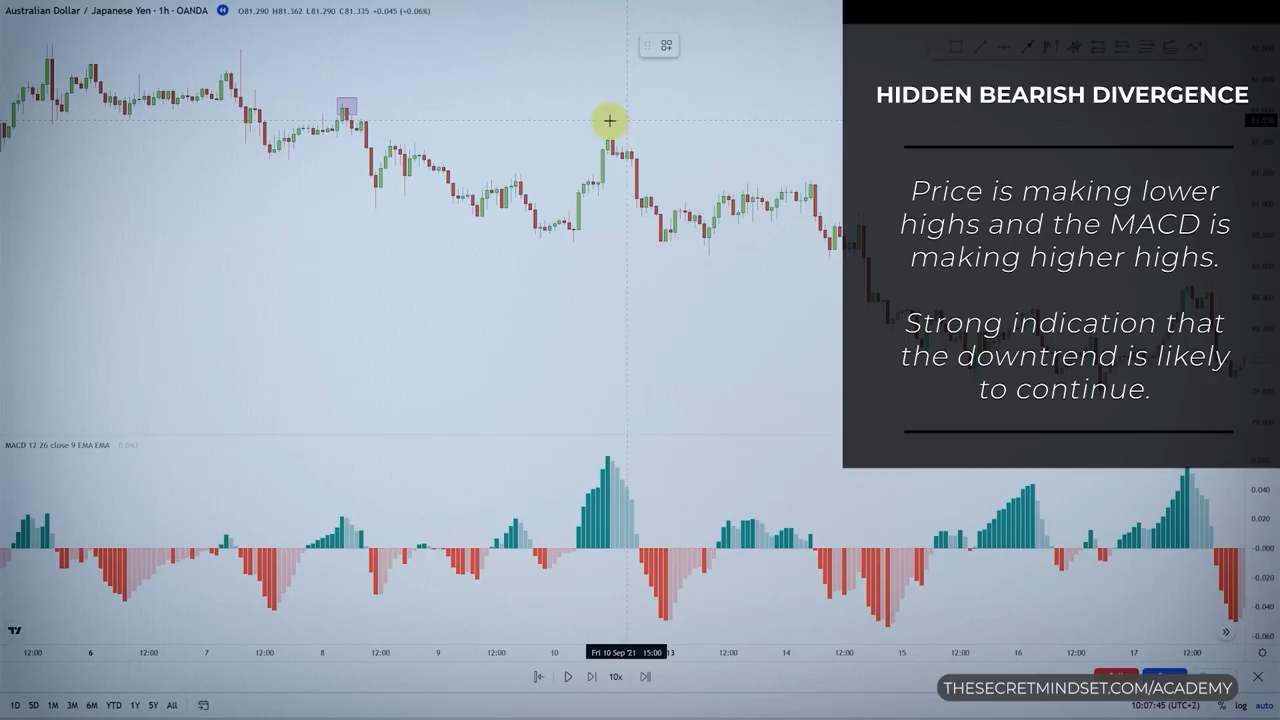 Australian Dollar / Japanese Yen · 1h · OANDA O81.290 H81.362 L81.290 C81.335 +0.045 (+0.06%)
HIDDEN BEARISH DIVERGENCE
Price is making lower
highs and the MACD is
making higher highs.
Strong indication that
the downtrend is likely
to continue.
MACD 12 26 close 9 EMA EMA
0.040
0.020
-0.000
-0.020
-0.040
-0.060
12:00 6 12:00 7 12:00 8 12:00 9 12:00 10 Fri 10 Sep '21 15:00 13 12:00 14 12:00 15 12:00 16 12:00 17 12:00
10x
THESECRETMINDSET.COM/ACADEMY
1D 5D 1M 3M 6M YTD 1Y 5Y All 10:07:45 (UTC+2) % log auto